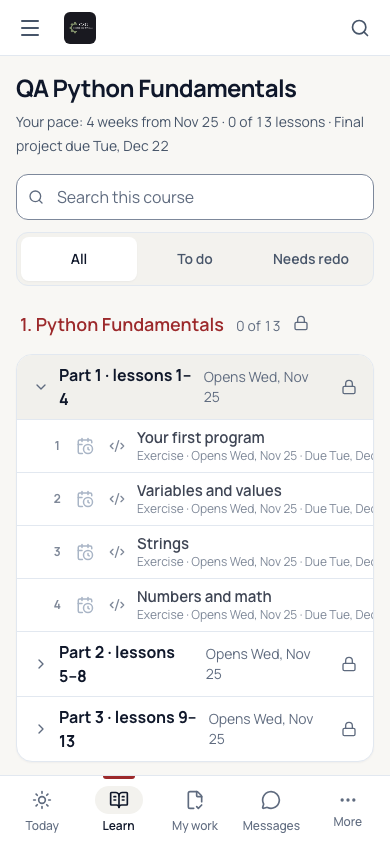 QA Python Fundamentals
Your pace: 4 weeks from Nov 25 · 0 of 13 lessons · Final
project due Tue, Dec 22
Search this course
All
To do
Needs redo
1. Python Fundamentals 0 of 13
Part 1 · lessons 1–
4
Opens Wed, Nov
25
1
Your first program
Exercise · Opens Wed, Nov 25 · Due Tue, Dec
2
Variables and values
Exercise · Opens Wed, Nov 25 · Due Tue, Dec
3
Strings
Exercise · Opens Wed, Nov 25 · Due Tue, Dec
4
Numbers and math
Exercise · Opens Wed, Nov 25 · Due Tue, Dec
Part 2 · lessons
5–8
Opens Wed, Nov
25
Part 3 · lessons 9–
13
Opens Wed, Nov
25
Today
Learn
My work
Messages
More